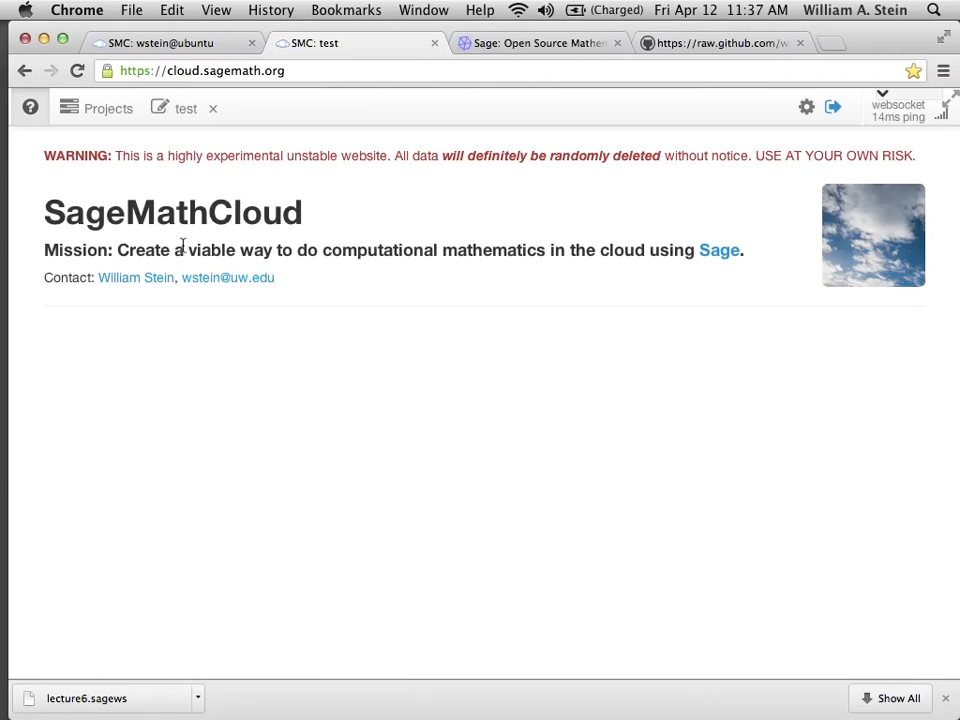 Chrome File Edit View History Bookmarks Window Help (Charged) Fri Apr 12 11:37 AM William A. Stein
SMC: wstein@ubuntu SMC: test Sage: Open Source Mathem https://raw.github.com/w
https://cloud.sagemath.org
Projects test websocket
14ms ping
WARNING: This is a highly experimental unstable website. All data will definitely be randomly deleted without notice. USE AT YOUR OWN RISK.
SageMathCloud
Mission: Create a viable way to do computational mathematics in the cloud using Sage.
Contact: William Stein, wstein@uw.edu
lecture6.sagews Show All